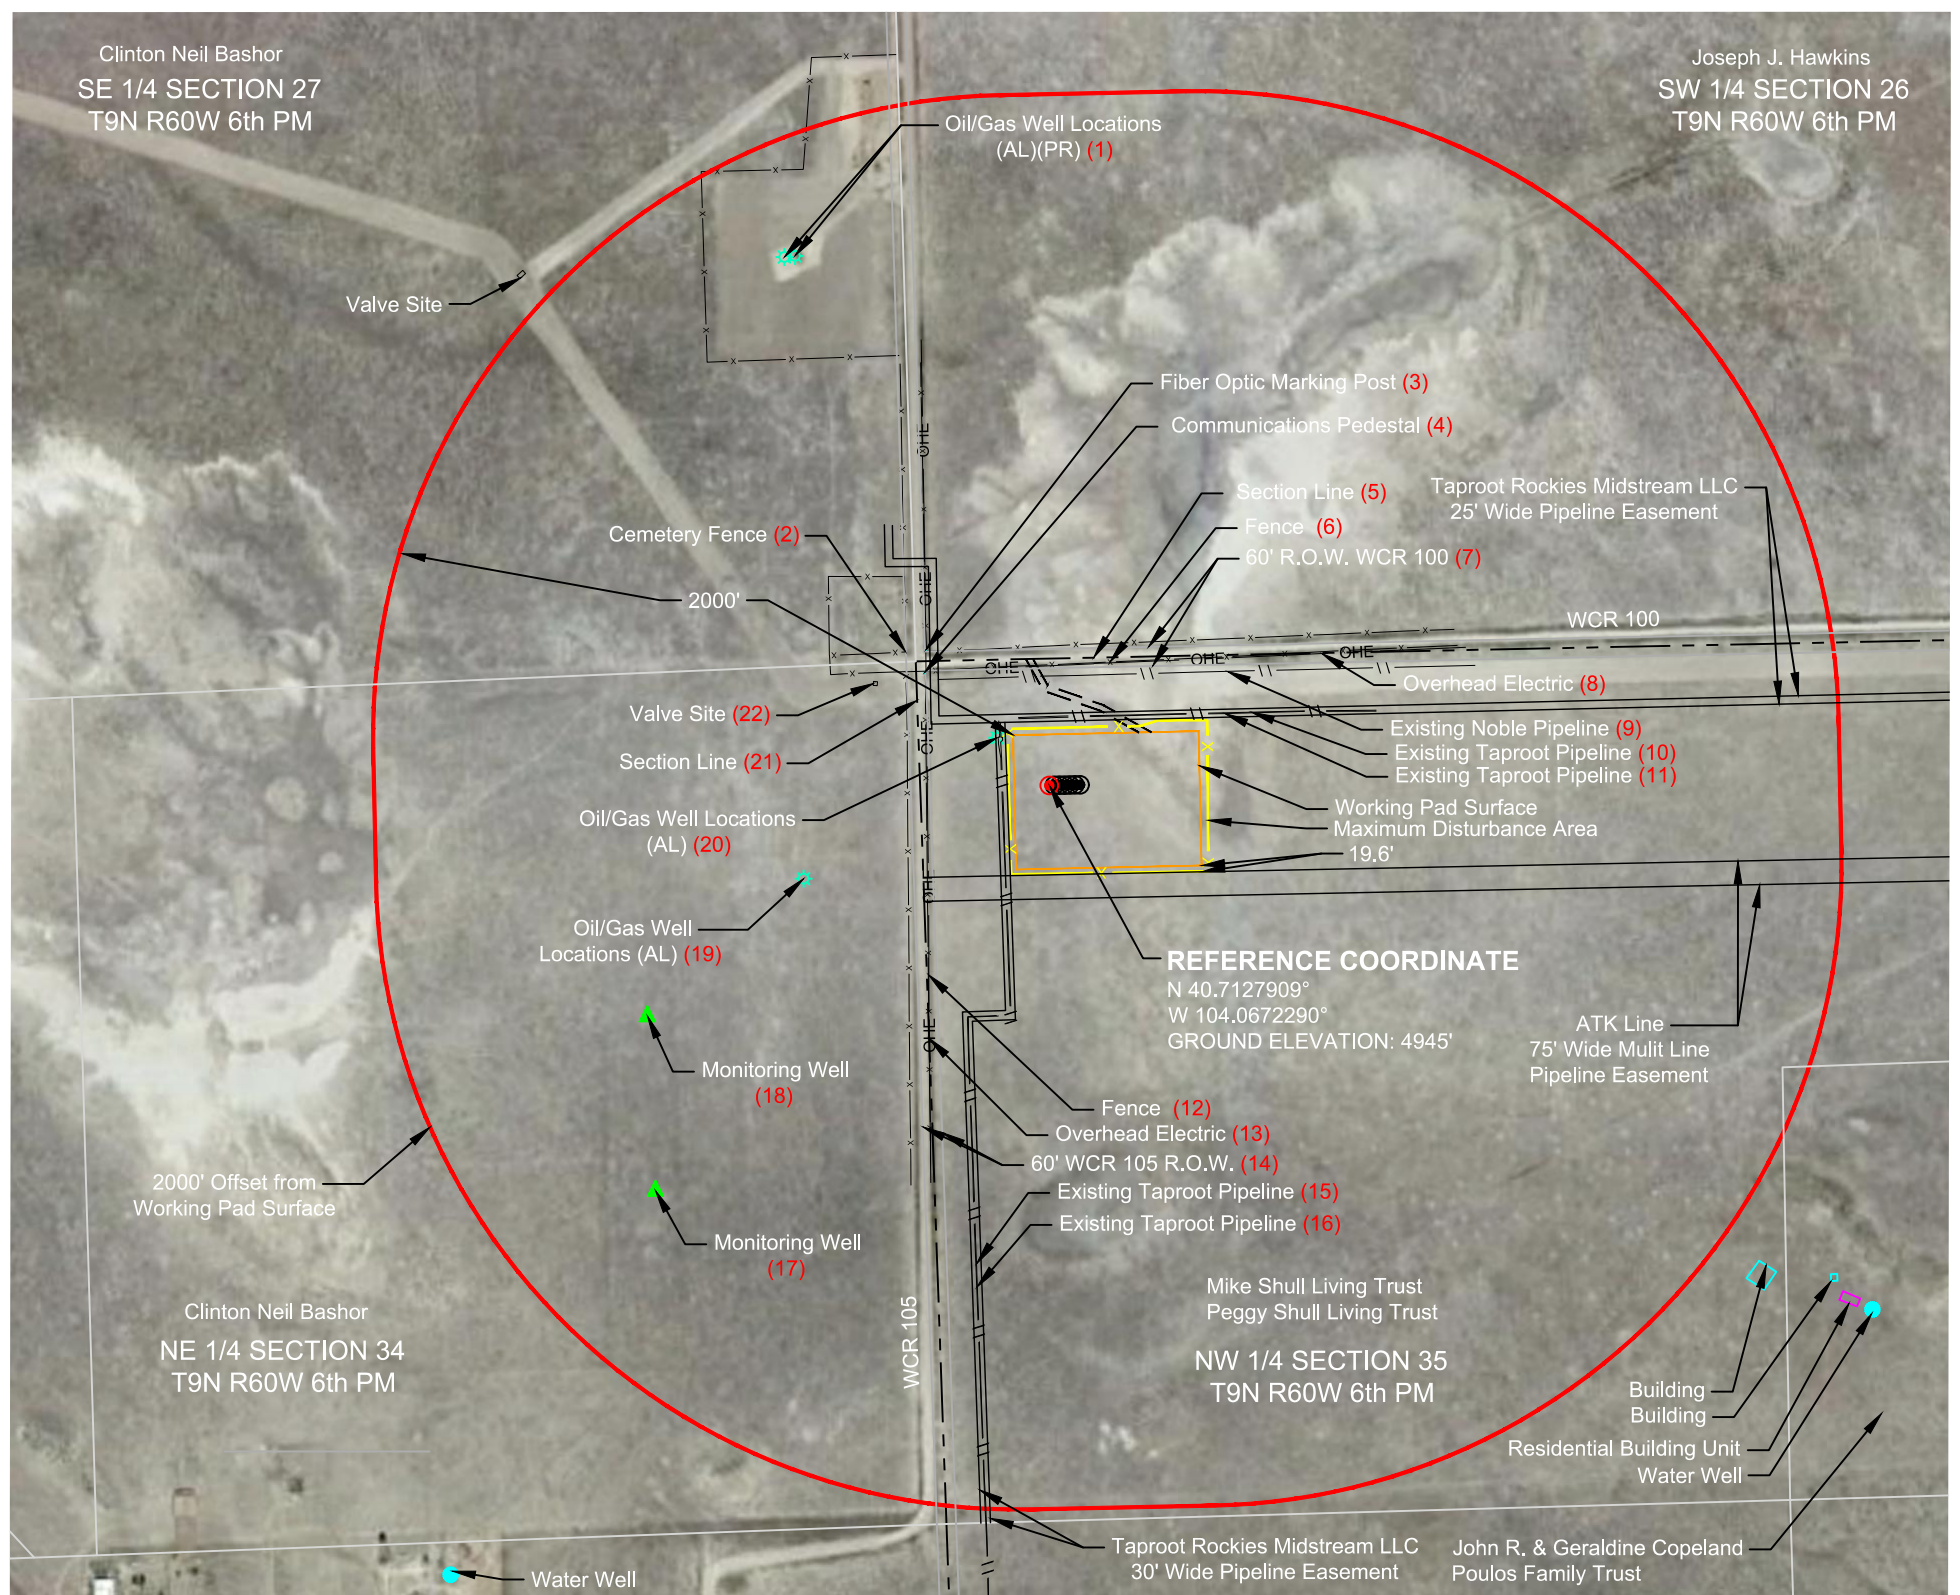 Clinton Neil Bashor
SE 1/4 SECTION 27
T9N R60W 6th PM
Joseph J. Hawkins
SW 1/4 SECTION 26
T9N R60W 6th PM
Oil/Gas Well Locations
(AL)(PR) (1)
Valve Site
Fiber Optic Marking Post (3)
Communications Pedestal (4)
OHE
Section Line (5)
Fence (6)
60' R.O.W. WCR 100 (7)
Taproot Rockies Midstream LLC
25' Wide Pipeline Easement
Cemetery Fence (2)
2000'
OHE
WCR 100
OHE
OHE
OHE
Overhead Electric (8)
Valve Site (22)
Existing Noble Pipeline (9)
Existing Taproot Pipeline (10)
Existing Taproot Pipeline (11)
OHE
Section Line (21)
Working Pad Surface
Maximum Disturbance Area
19.6'
Oil/Gas Well Locations
(AL) (20)
OHE
Oil/Gas Well
Locations (AL) (19)
REFERENCE COORDINATE
N 40.7127909°
W 104.0672290°
GROUND ELEVATION: 4945'
OHE
ATK Line
75' Wide Mulit Line
Pipeline Easement
Monitoring Well
(18)
Fence (12)
Overhead Electric (13)
60' WCR 105 R.O.W. (14)
Existing Taproot Pipeline (15)
Existing Taproot Pipeline (16)
2000' Offset from
Working Pad Surface
Monitoring Well
(17)
Mike Shull Living Trust
Peggy Shull Living Trust
NW 1/4 SECTION 35
T9N R60W 6th PM
Clinton Neil Bashor
NE 1/4 SECTION 34
T9N R60W 6th PM
WCR 105
Building
Building
Residential Building Unit
Water Well
Taproot Rockies Midstream LLC
30' Wide Pipeline Easement
John R. & Geraldine Copeland
Poulos Family Trust
Water Well